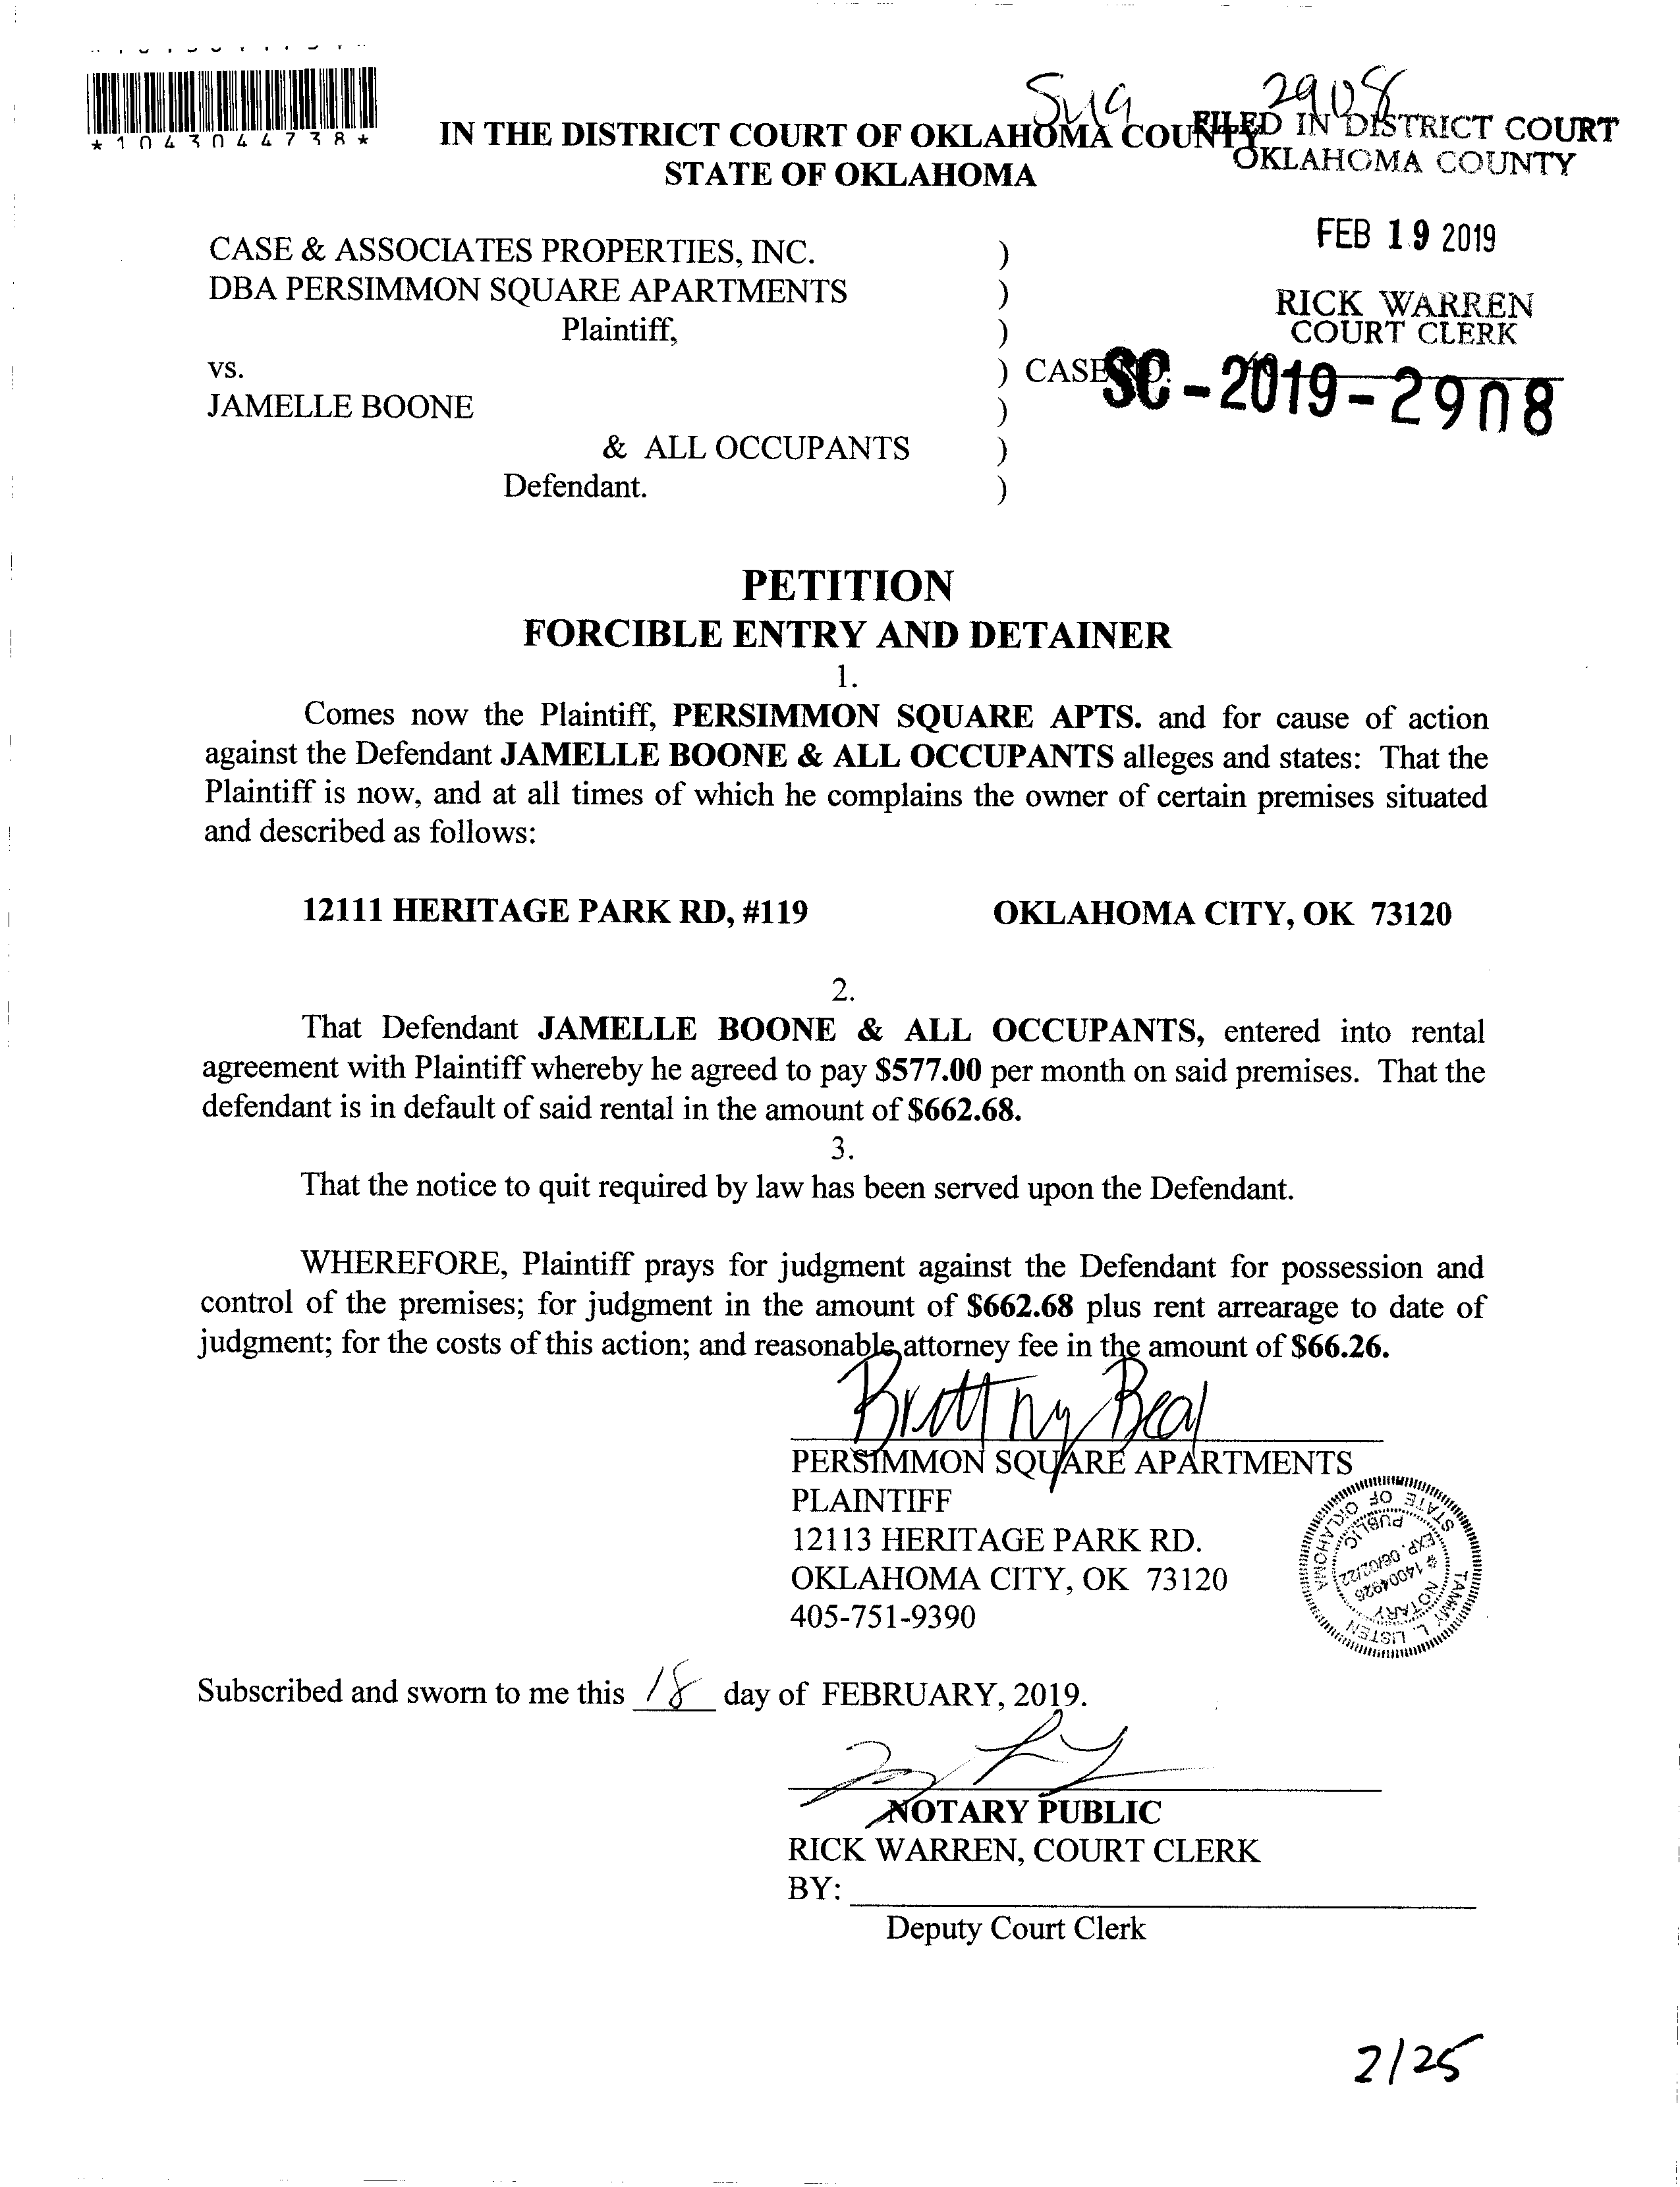 *1043044738*
SM9 2908
IN THE DISTRICT COURT OF OKLAHOMA COUNTY
STATE OF OKLAHOMA
FILED IN DISTRICT COURT
OKLAHOMA COUNTY
FEB 19 2019
RICK WARREN
COURT CLERK
CASE & ASSOCIATES PROPERTIES, INC. )
DBA PERSIMMON SQUARE APARTMENTS )
Plaintiff, )
vs. ) CASE NO. SC-2019-2908
JAMELLE BOONE )
& ALL OCCUPANTS )
Defendant. )
PETITION
FORCIBLE ENTRY AND DETAINER
1.
Comes now the Plaintiff, PERSIMMON SQUARE APTS. and for cause of action
against the Defendant JAMELLE BOONE & ALL OCCUPANTS alleges and states: That the
Plaintiff is now, and at all times of which he complains the owner of certain premises situated
and described as follows:
12111 HERITAGE PARK RD, #119 OKLAHOMA CITY, OK 73120
2.
That Defendant JAMELLE BOONE & ALL OCCUPANTS, entered into rental
agreement with Plaintiff whereby he agreed to pay $577.00 per month on said premises. That the
defendant is in default of said rental in the amount of $662.68.
3.
That the notice to quit required by law has been served upon the Defendant.
WHEREFORE, Plaintiff prays for judgment against the Defendant for possession and
control of the premises; for judgment in the amount of $662.68 plus rent arrearage to date of
judgment; for the costs of this action; and reasonable attorney fee in the amount of $66.26.
Brittny Beal
PERSIMMON SQUARE APARTMENTS
PLAINTIFF
12113 HERITAGE PARK RD.
OKLAHOMA CITY, OK 73120
405-751-9390
TAMMY L. LISTEN
STATE OF OKLAHOMA
NOTARY
# 14004926
EXP. 06/02/22
PUBLIC
Subscribed and sworn to me this 18 day of FEBRUARY, 2019.
NOTARY PUBLIC
RICK WARREN, COURT CLERK
BY:
Deputy Court Clerk
2/25